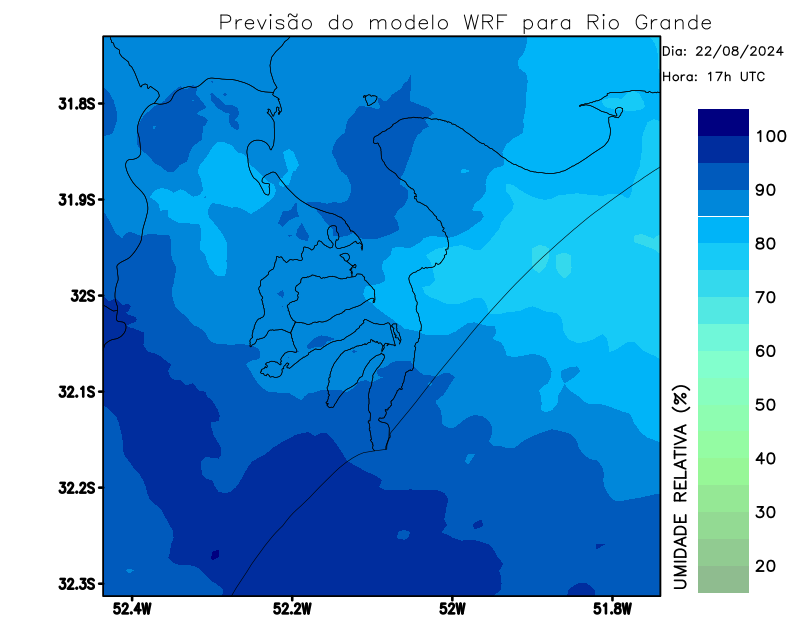 Previsão do modelo WRF para Rio Grande
Dia: 22/08/2024
Hora: 17h UTC
31.8S
31.9S
32S
32.1S
32.2S
32.3S
52.4W
52.2W
52W
51.8W
100
90
80
70
60
50
40
30
20
UMIDADE RELATIVA (%)